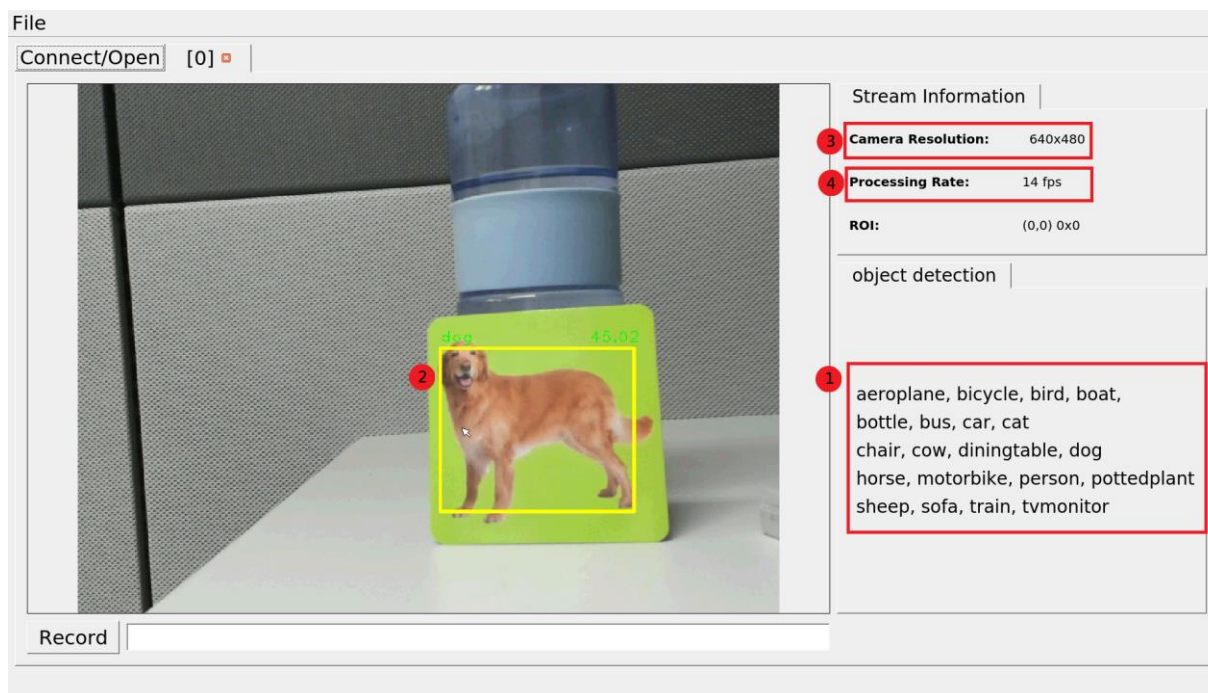 File
Connect/Open [0]
Stream Information
3 Camera Resolution: 640x480
4 Processing Rate: 14 fps
ROI: (0,0) 0x0
object detection
dog 45.02
2
1
aeroplane, bicycle, bird, boat,
bottle, bus, car, cat
chair, cow, diningtable, dog
horse, motorbike, person, pottedplant
sheep, sofa, train, tvmonitor
Record